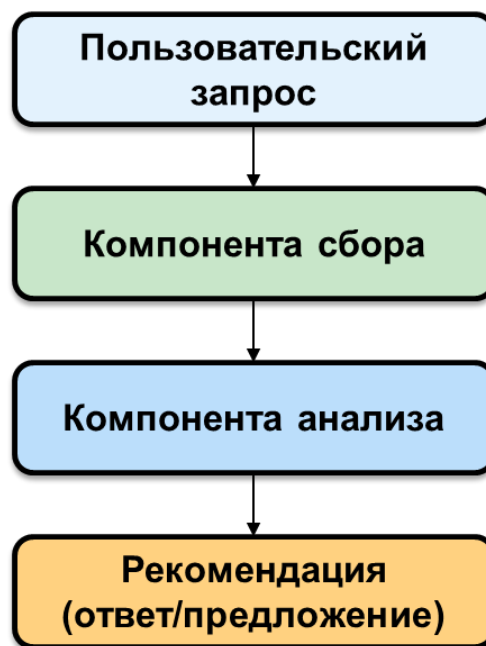 Пользовательский
запрос
Компонента сбора
Компонента анализа
Рекомендация
(ответ/предложение)